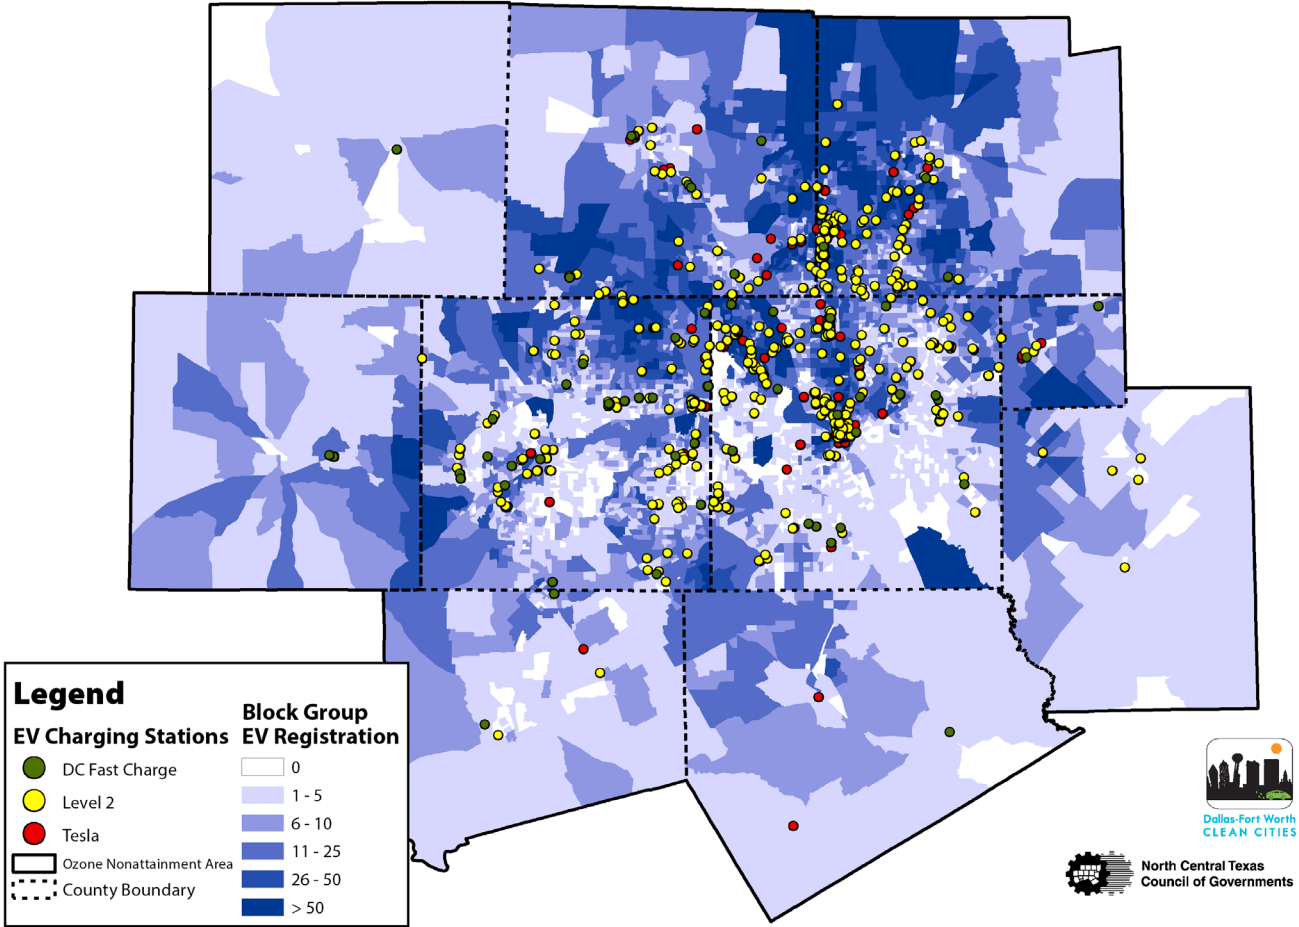 Legend
EV Charging Stations
DC Fast Charge
Level 2
Tesla
Ozone Nonattainment Area
County Boundary
Block Group
EV Registration
0
1 - 5
6 - 10
11 - 25
26 - 50
> 50
Dallas-Fort Worth
CLEAN CITIES
North Central Texas
Council of Governments